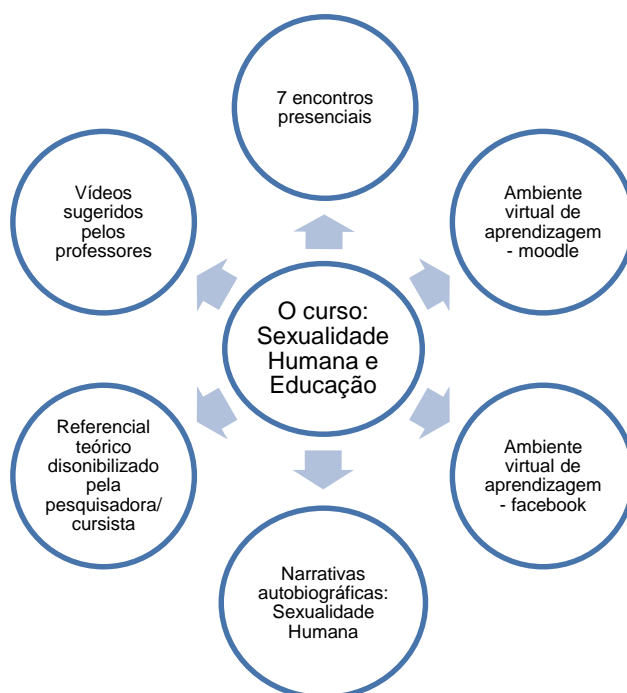 7 encontros
presenciais
Vídeos
sugeridos
pelos
professores
Ambiente
virtual de
aprendizagem
- moodle
O curso:
Sexualidade
Humana e
Educação
Referencial
teórico
disonibilizado
pela
pesquisadora/
cursista
Ambiente
virtual de
aprendizagem
- facebook
Narrativas
autobiográficas:
Sexualidade
Humana